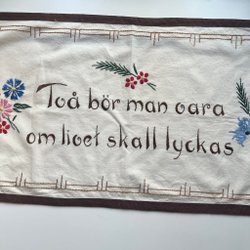 Två bör man vara
om livet skall lyckas